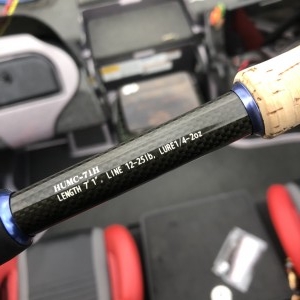 HUMC-71H
LENGTH 7'1", LINE 12-25lb, LURE1/4-2oz